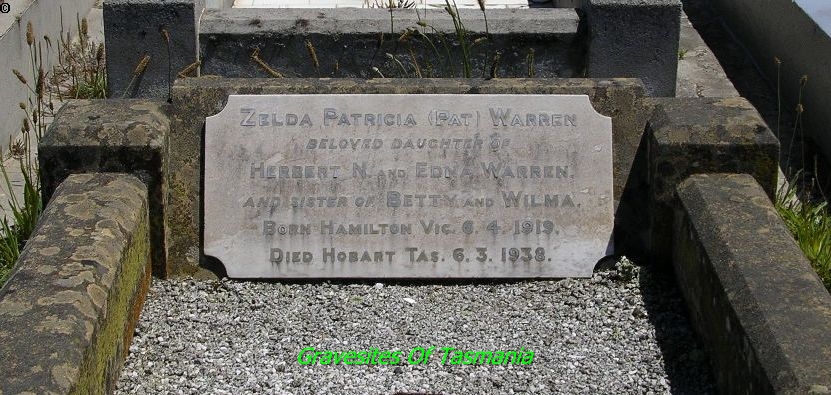 ©
ZELDA PATRICIA (PAT) WARREN
BELOVED DAUGHTER OF
HERBERT N. AND EDNA WARREN.
AND SISTER OF BETTY AND WILMA.
BORN HAMILTON VIC. 6. 4. 1919.
DIED HOBART TAS. 6. 3. 1938.
Gravesites Of Tasmania